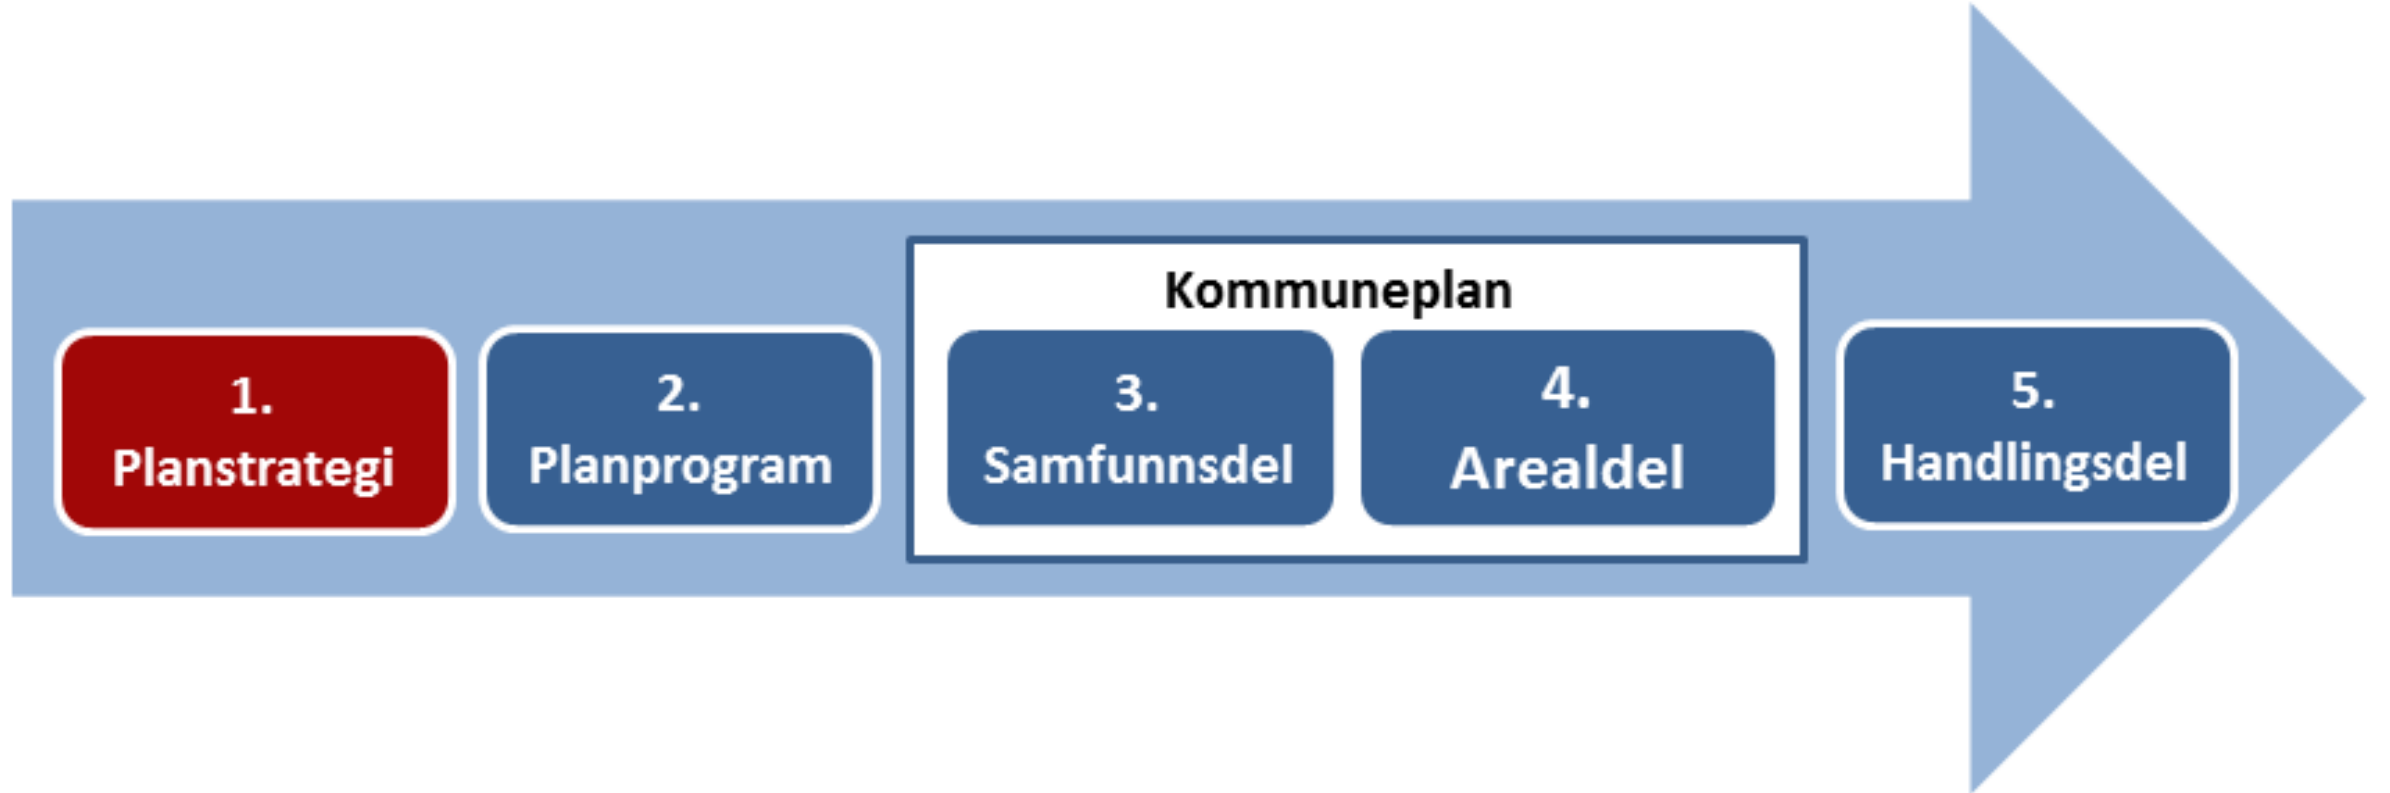 Kommuneplan
1.
Planstrategi
2.
Planprogram
3.
Samfunnsdel
4.
Arealdel
5.
Handlingsdel